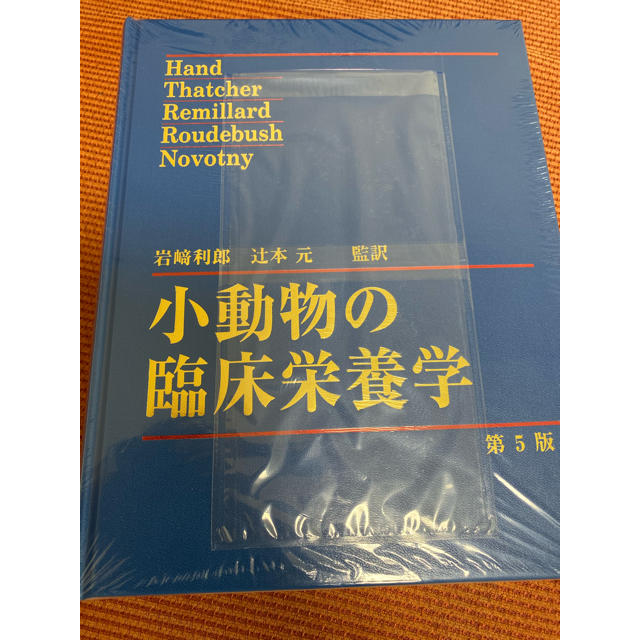 Hand
Thatcher
Remillard
Roudebush
Novotny
岩﨑利郎 辻本 元 監訳
小動物の
臨床栄養学
第5版